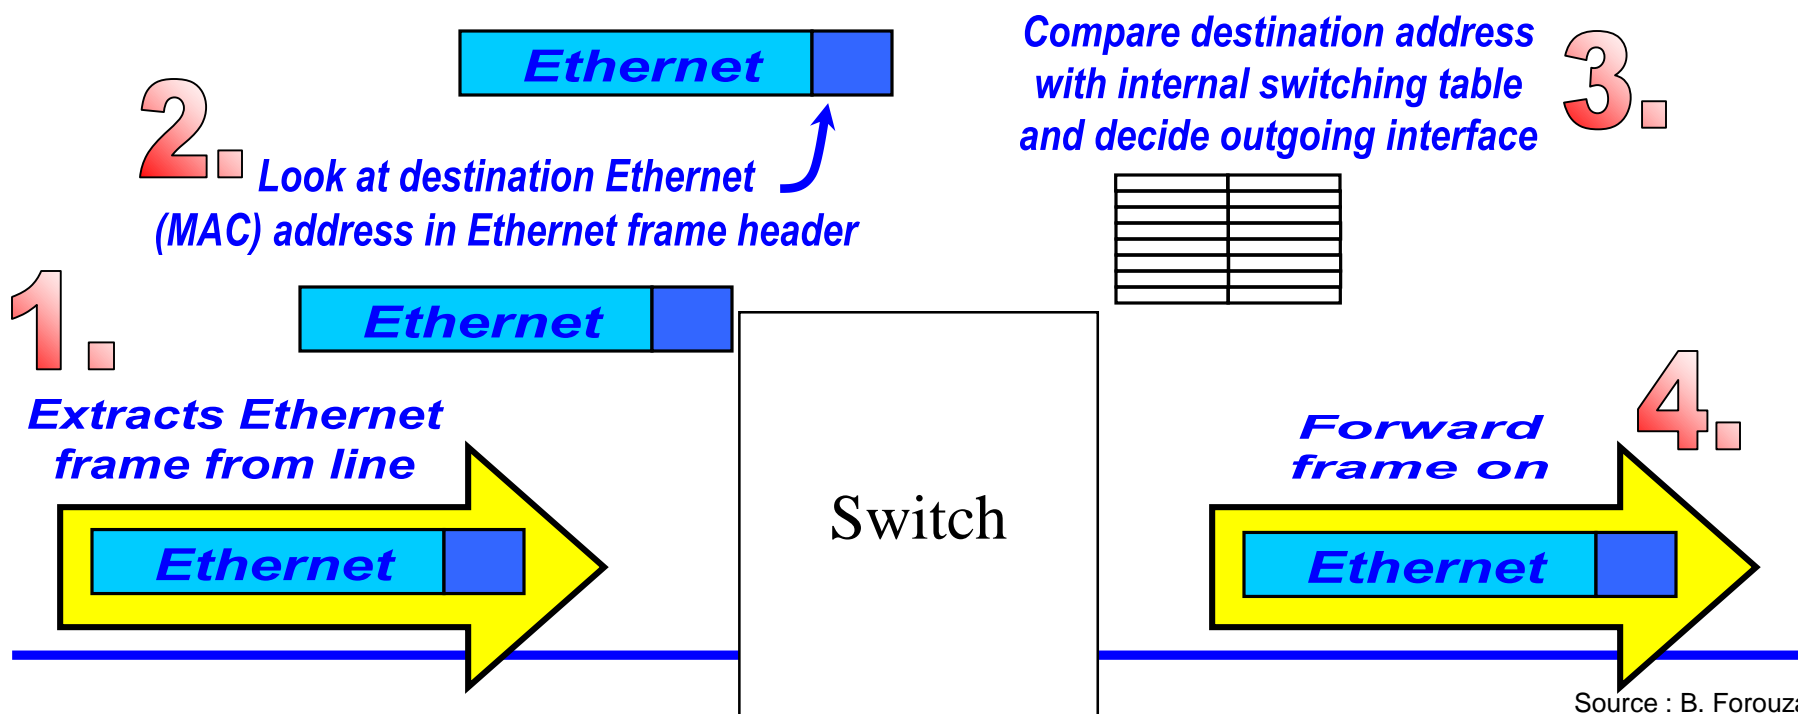 1.
Extracts Ethernet
frame from line
Ethernet
Ethernet
2.
Look at destination Ethernet
(MAC) address in Ethernet frame header
Ethernet
Compare destination address
with internal switching table
and decide outgoing interface
3.
Switch
4.
Forward
frame on
Ethernet
Source : B. Forouza